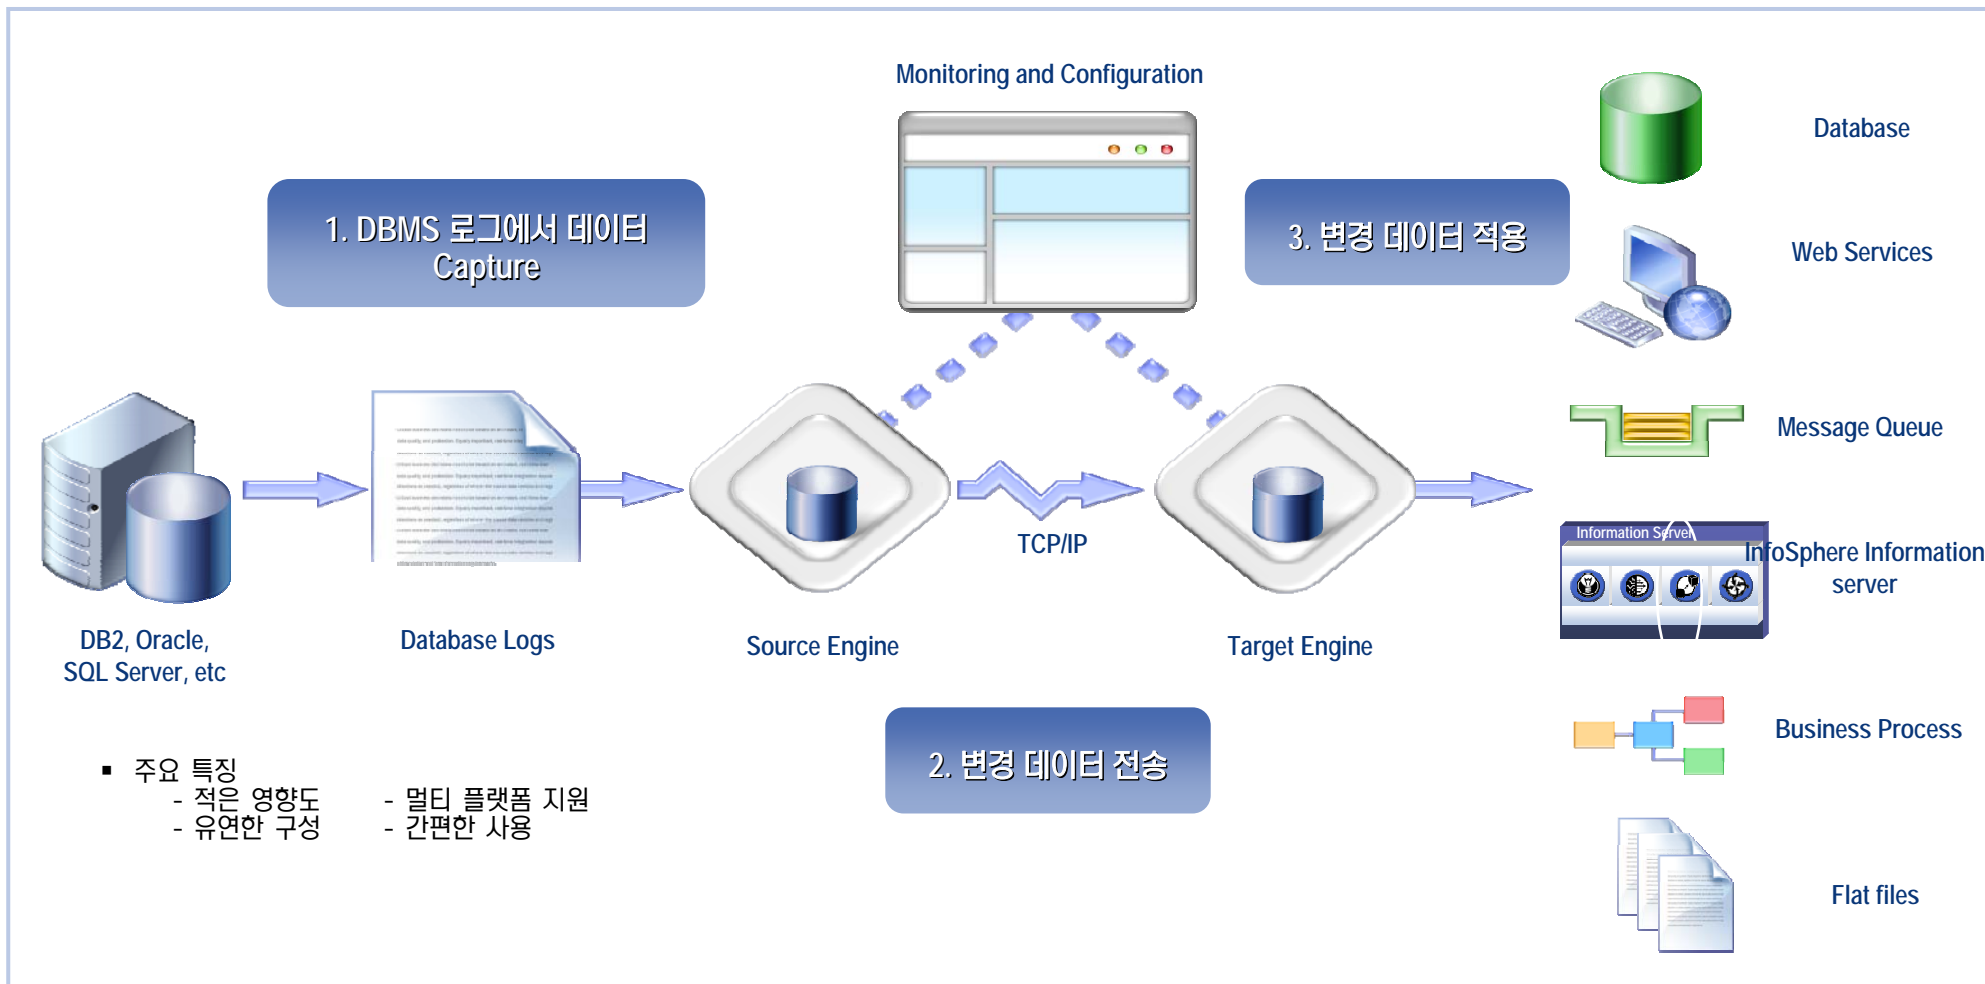 Monitoring and Configuration
1. DBMS 로그에서 데이터
Capture
3. 변경 데이터 적용
Database
Web Services
Message Queue
TCP/IP
Information Server
InfoSphere Information
server
DB2, Oracle,
SQL Server, etc
Database Logs
Source Engine
Target Engine
2. 변경 데이터 전송
Business Process
Flat files
▪ 주요 특징
- 적은 영향도 - 멀티 플랫폼 지원
- 유연한 구성 - 간편한 사용